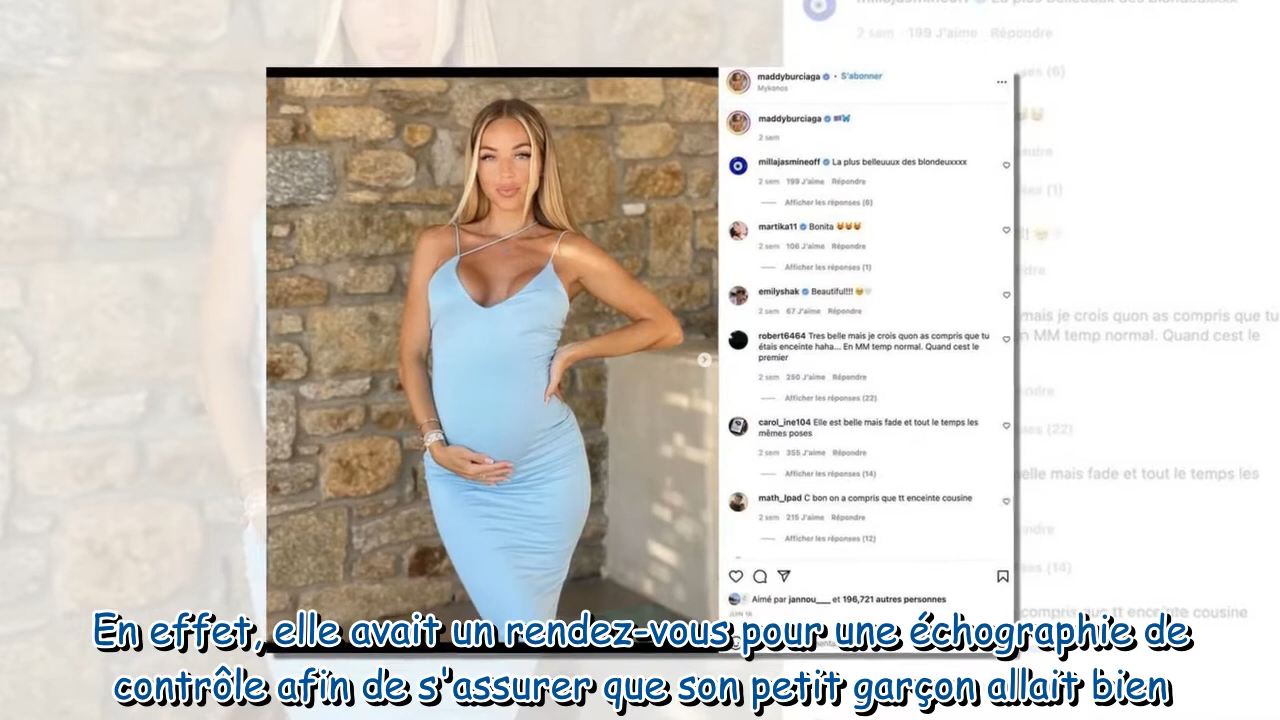 maddyburciaga • S'abonner
Mykonos
maddyburciaga
2 sem
millajasmineoff La plus belleuuux des blondeuxxxx
2 sem 199 J'aime Répondre
Afficher les réponses (6)
martika11 Bonita 😻😻😻
2 sem 106 J'aime Répondre
Afficher les réponses (1)
emilyshak Beautiful!!! 🥹🤍
2 sem 67 J'aime Répondre
robert6464 Tres belle mais je crois quon as compris que tu
étais enceinte haha... En MM temp normal. Quand cest le
premier
2 sem 250 J'aime Répondre
Afficher les réponses (22)
carol_ine104 Elle est belle mais fade et tout le temps les
mêmes poses
2 sem 355 J'aime Répondre
Afficher les réponses (14)
math_lpad C bon on a compris que tt enceinte cousine
2 sem 215 J'aime Répondre
Afficher les réponses (12)
Aimé par jannou___ et 196,721 autres personnes
En effet, elle avait un rendez-vous pour une échographie de
contrôle afin de s'assurer que son petit garçon allait bien